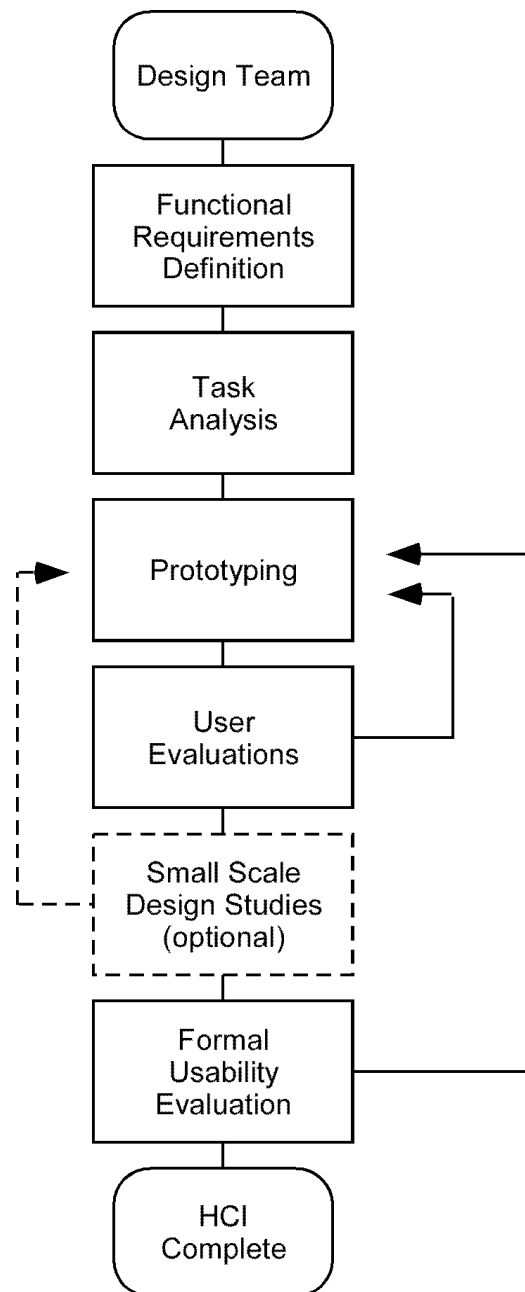 Design Team
Functional
Requirements
Definition
Task
Analysis
Prototyping
User
Evaluations
Small Scale
Design Studies
(optional)
Formal
Usability
Evaluation
HCI
Complete